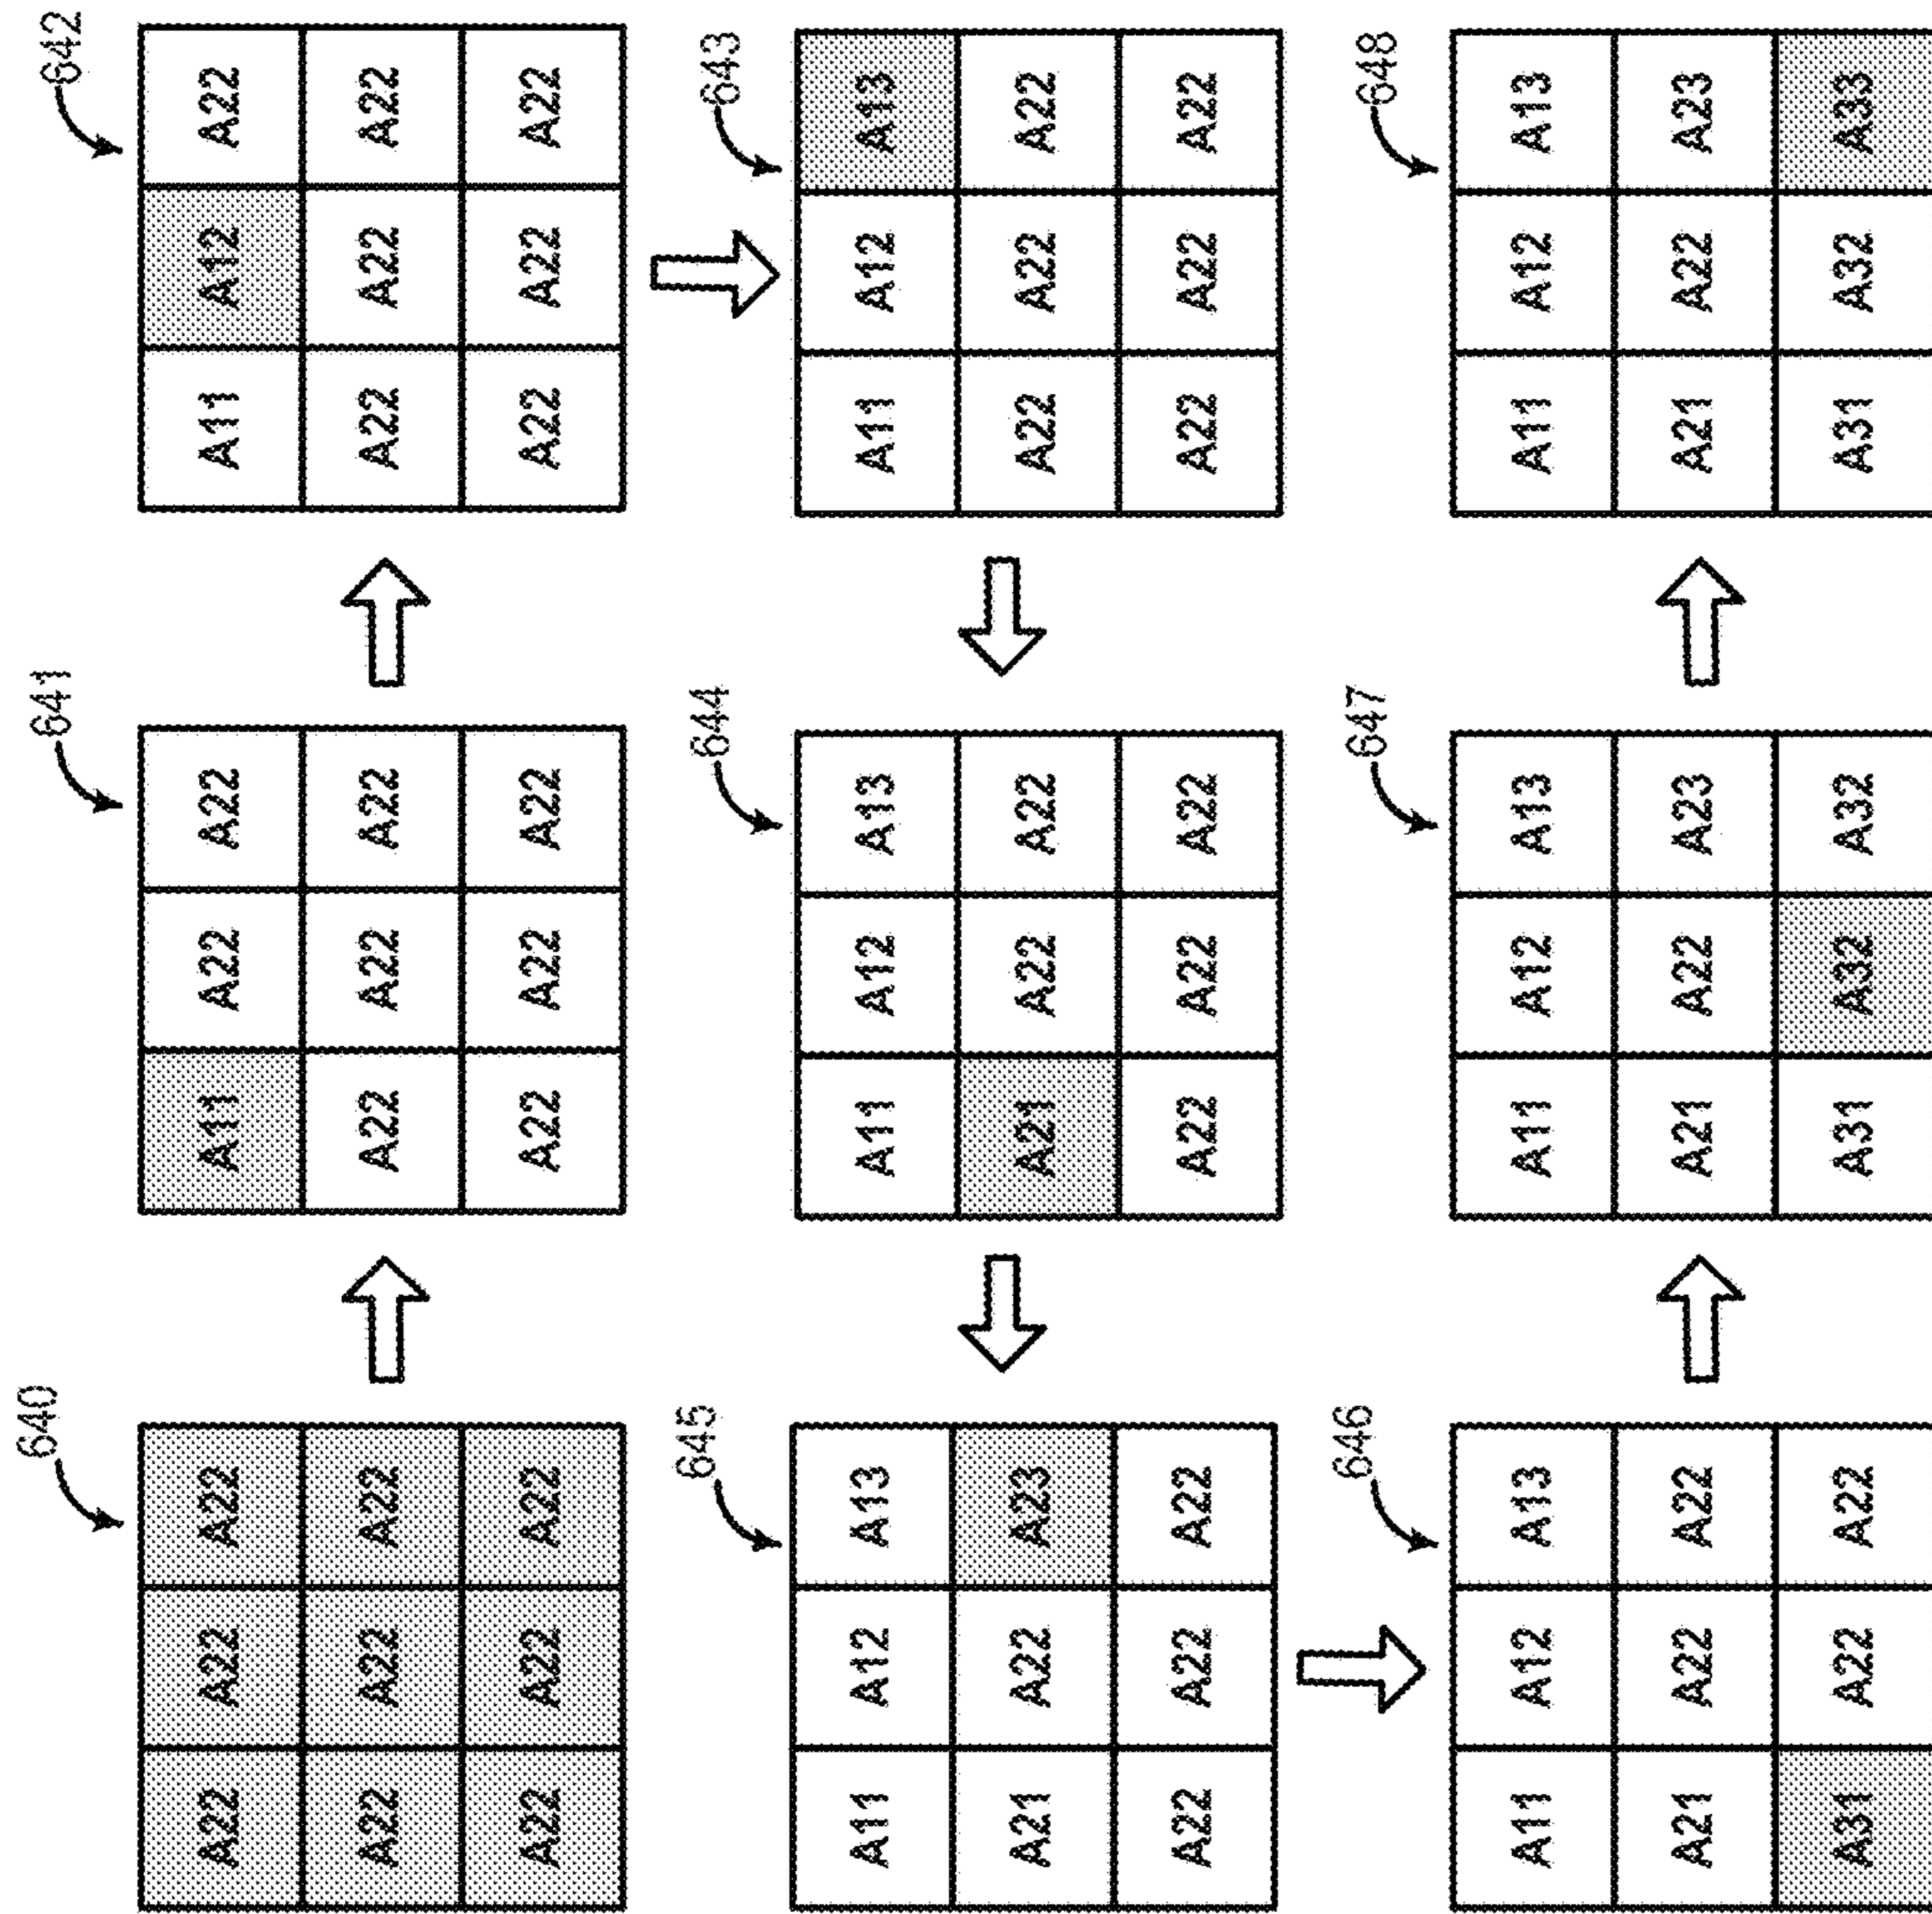 640 641 642
A22 A22 A22 A11 A22 A22 A11 A12 A22
A22 A22 A22 A22 A22 A22 A22 A22 A22
A22 A22 A22 A22 A22 A22 A22 A22 A22
645 644 643
A11 A12 A13 A11 A12 A13 A11 A12 A13
A21 A22 A23 A21 A22 A22 A22 A22 A22
A22 A22 A22 A22 A22 A22 A22 A22 A22
646 647 648
A11 A12 A13 A11 A12 A13 A11 A12 A13
A21 A22 A22 A21 A22 A23 A21 A22 A23
A31 A22 A22 A31 A32 A32 A31 A32 A33